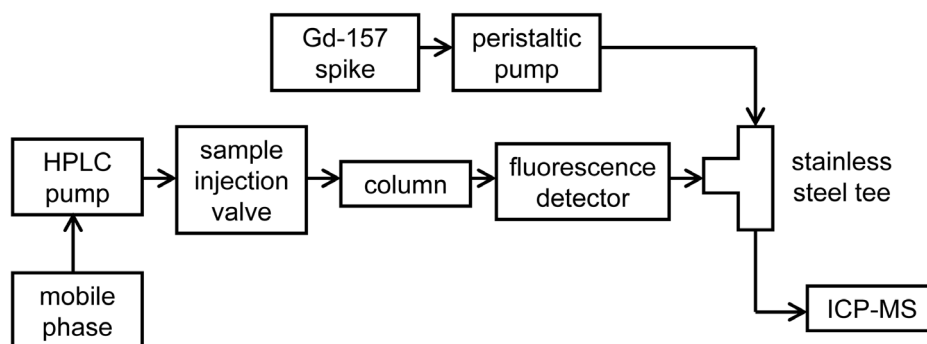 Gd-157
spike
peristaltic
pump
HPLC
pump
sample
injection
valve
column
fluorescence
detector
stainless
steel tee
mobile
phase
ICP-MS